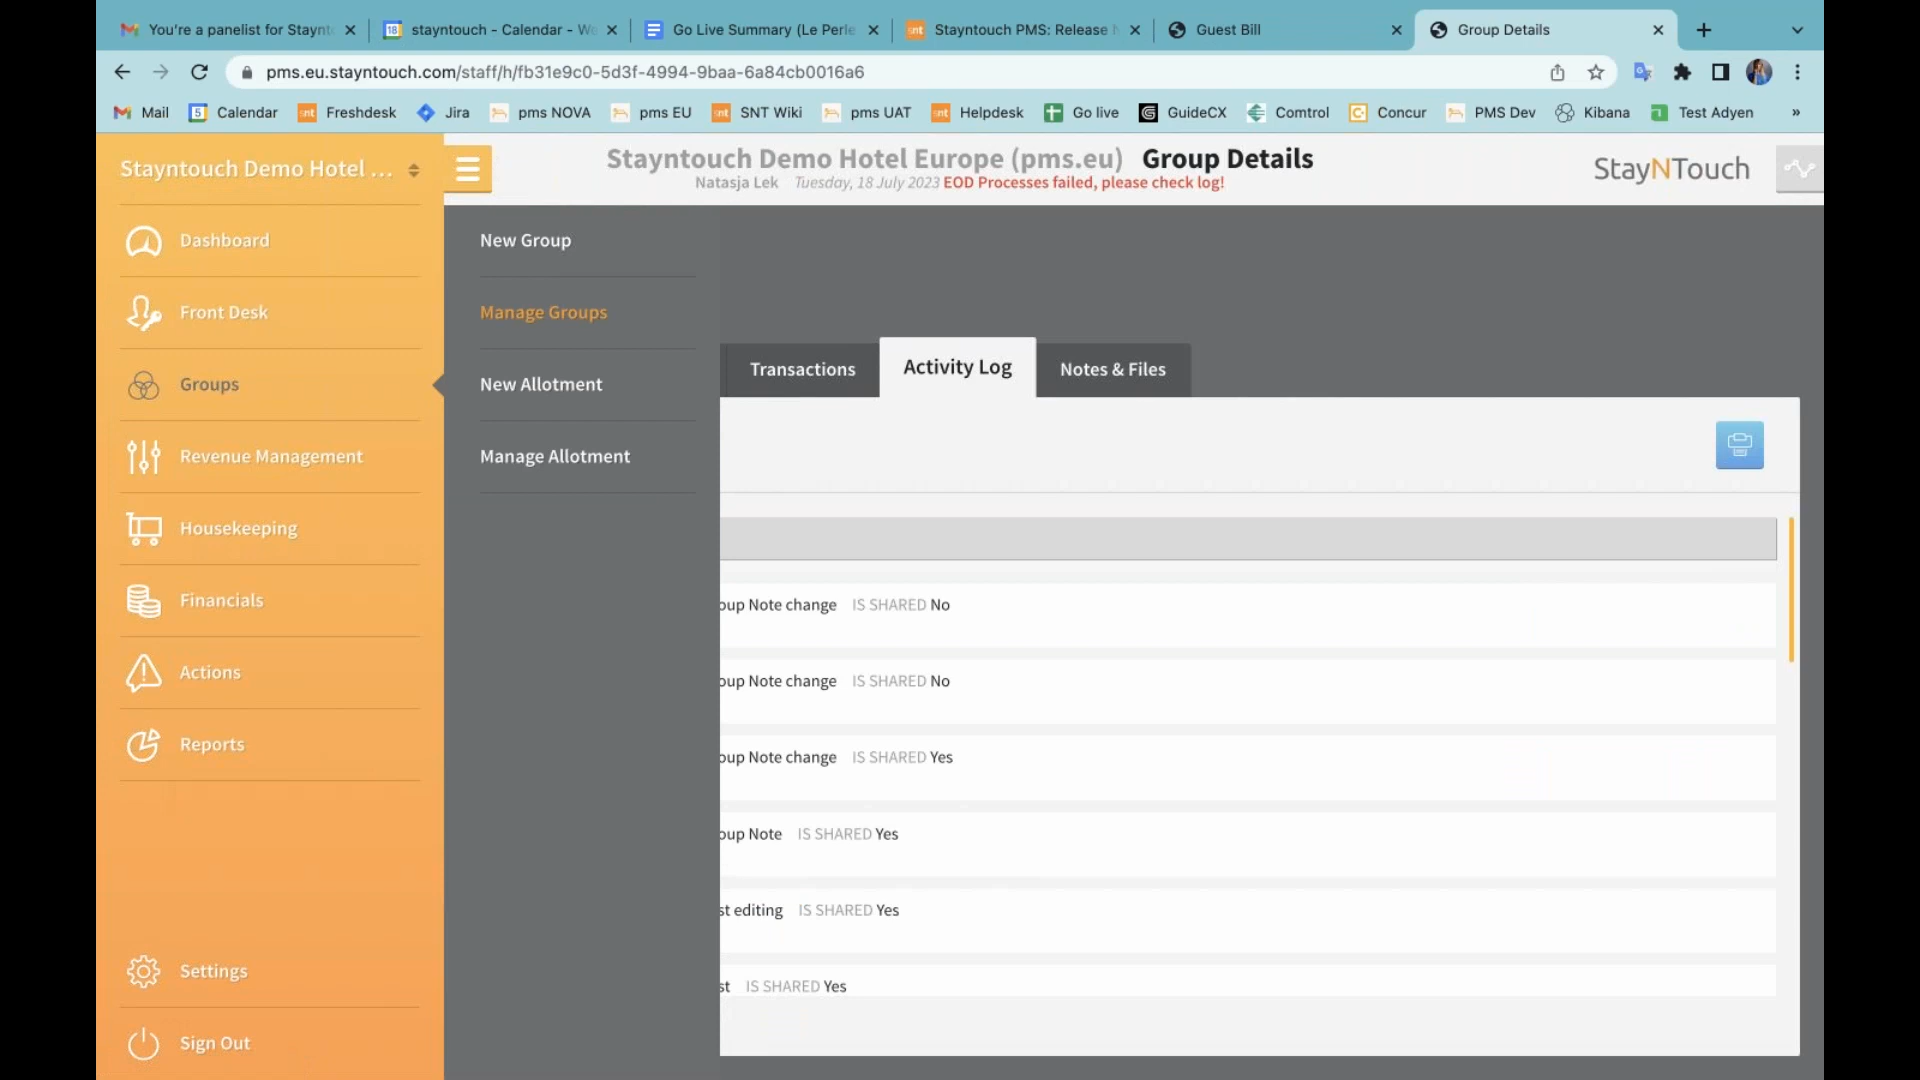 You're a panelist for Staynt
stayntouch - Calendar - We
Go Live Summary (Le Perle
snt Stayntouch PMS: Release N
Guest Bill
Group Details
pms.eu.stayntouch.com/staff/h/fb31e9c0-5d3f-4994-9baa-6a84cb0016a6
Mail
Calendar
Freshdesk
Jira
pms NOVA
pms EU
SNT Wiki
pms UAT
Helpdesk
Go live
GuideCX
Comtrol
Concur
PMS Dev
Kibana
Test Adyen
»
Stayntouch Demo Hotel ...
Stayntouch Demo Hotel Europe (pms.eu) Group Details
Natasja Lek Tuesday, 18 July 2023 EOD Processes failed, please check log!
StayNTouch
Dashboard
Front Desk
Groups
Revenue Management
Housekeeping
Financials
Actions
Reports
Settings
Sign Out
New Group
Manage Groups
New Allotment
Manage Allotment
Transactions
Activity Log
Notes & Files
oup Note change IS SHARED No
oup Note change IS SHARED No
oup Note change IS SHARED Yes
oup Note IS SHARED Yes
st editing IS SHARED Yes
st IS SHARED Yes